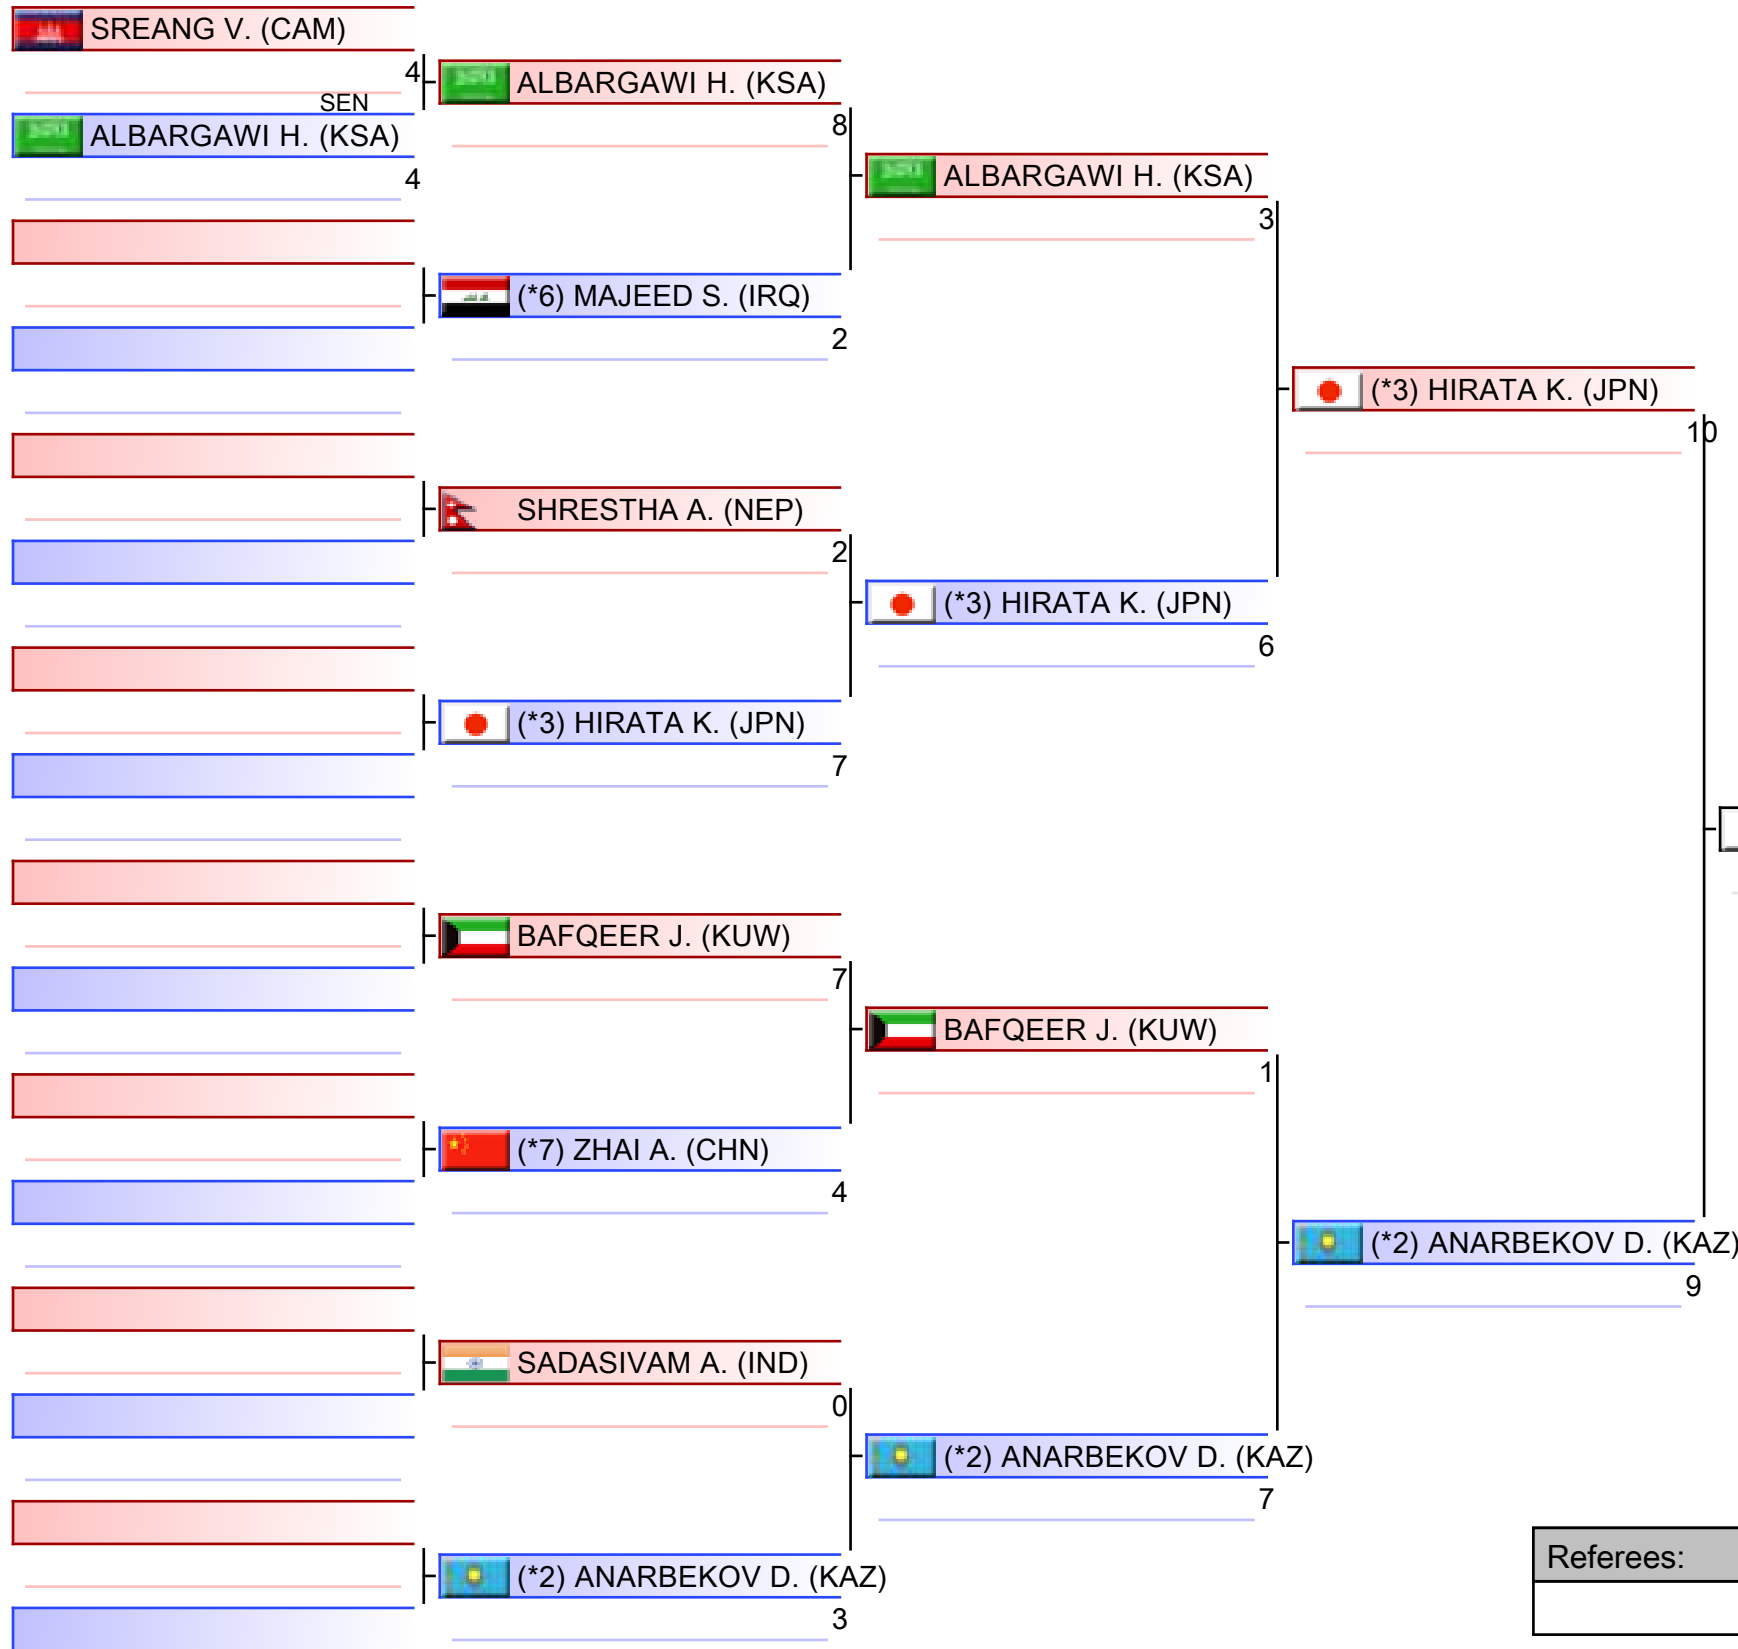 SREANG V. (CAM)
4
SEN
ALBARGAWI H. (KSA)
4
ALBARGAWI H. (KSA)
8
(*6) MAJEED S. (IRQ)
2
SHRESTHA A. (NEP)
2
(*3) HIRATA K. (JPN)
7
BAFQEER J. (KUW)
7
(*7) ZHAI A. (CHN)
4
SADASIVAM A. (IND)
0
(*2) ANARBEKOV D. (KAZ)
3
ALBARGAWI H. (KSA)
3
(*3) HIRATA K. (JPN)
6
BAFQEER J. (KUW)
1
(*2) ANARBEKOV D. (KAZ)
7
(*3) HIRATA K. (JPN)
10
(*2) ANARBEKOV D. (KAZ)
9
Referees: